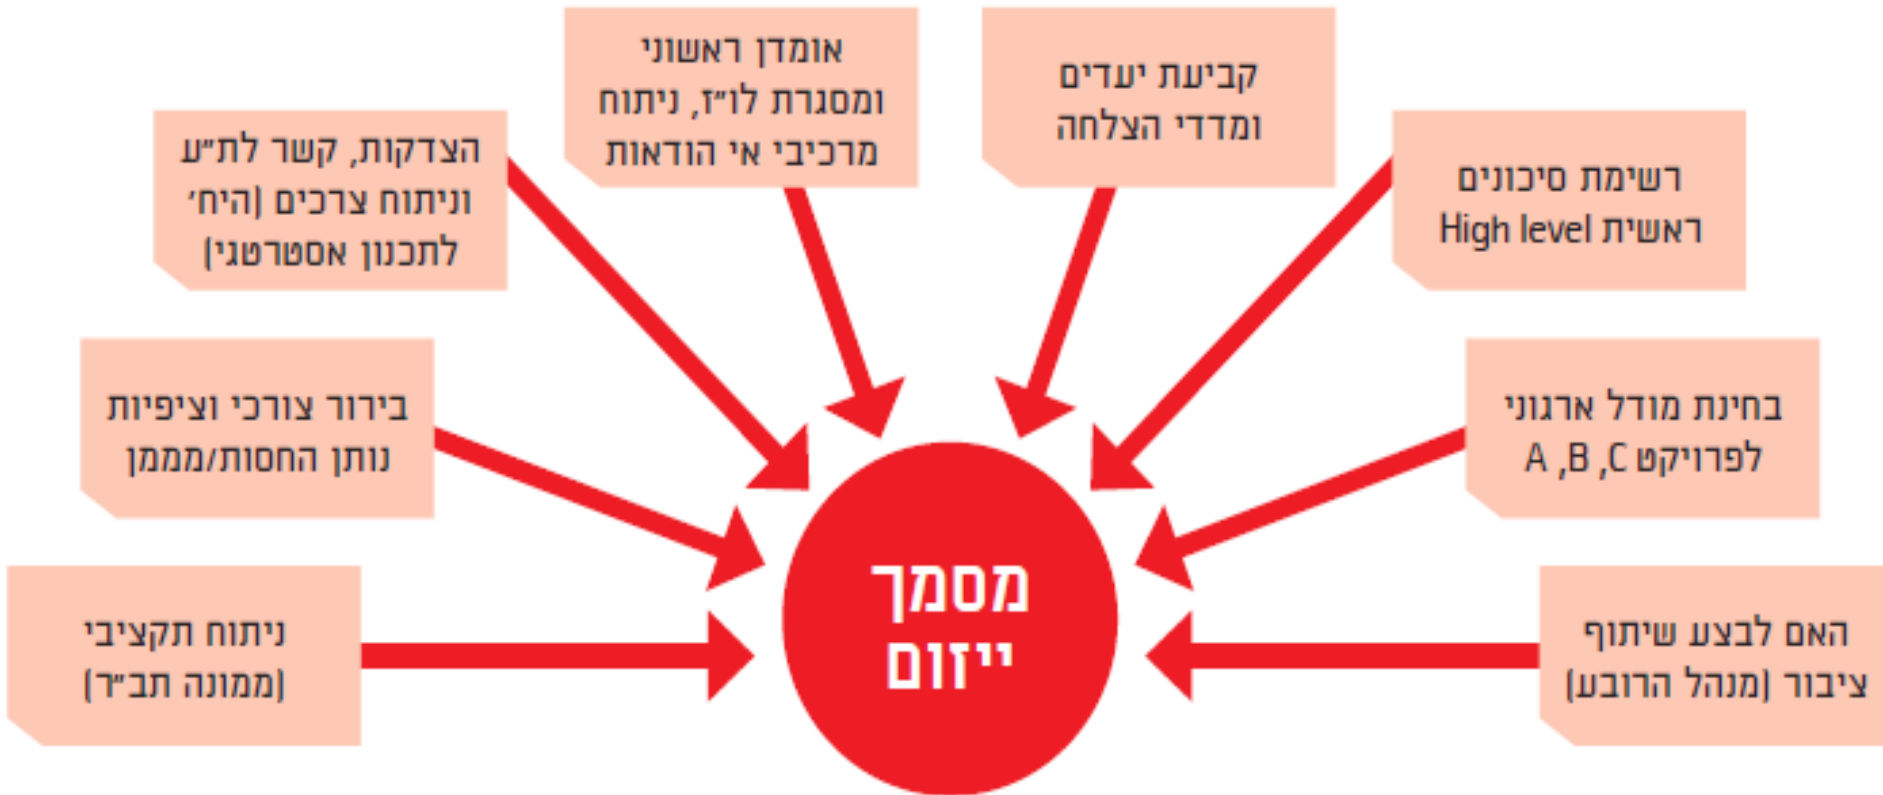 קביעת יעדים
ומדדי הצלחה
אומדן ראשוני
ומסגרת לו״ז, ניתוח
מרכיבי אי הודאות
רשימת סיכונים
ראשית High level
הצדקות, קשר לת״ע
וניתוח צרכים (היח׳
לתכנון אסטרטגי)
בחינת מודל ארגוני
לפרויקט A ,B ,C
בירור צורכי וציפיות
נותן החסות/מממן
האם לבצע שיתוף
ציבור (מנהל הרובע)
ניתוח תקציבי
(ממונה תב״ר)
מסמך
ייזום